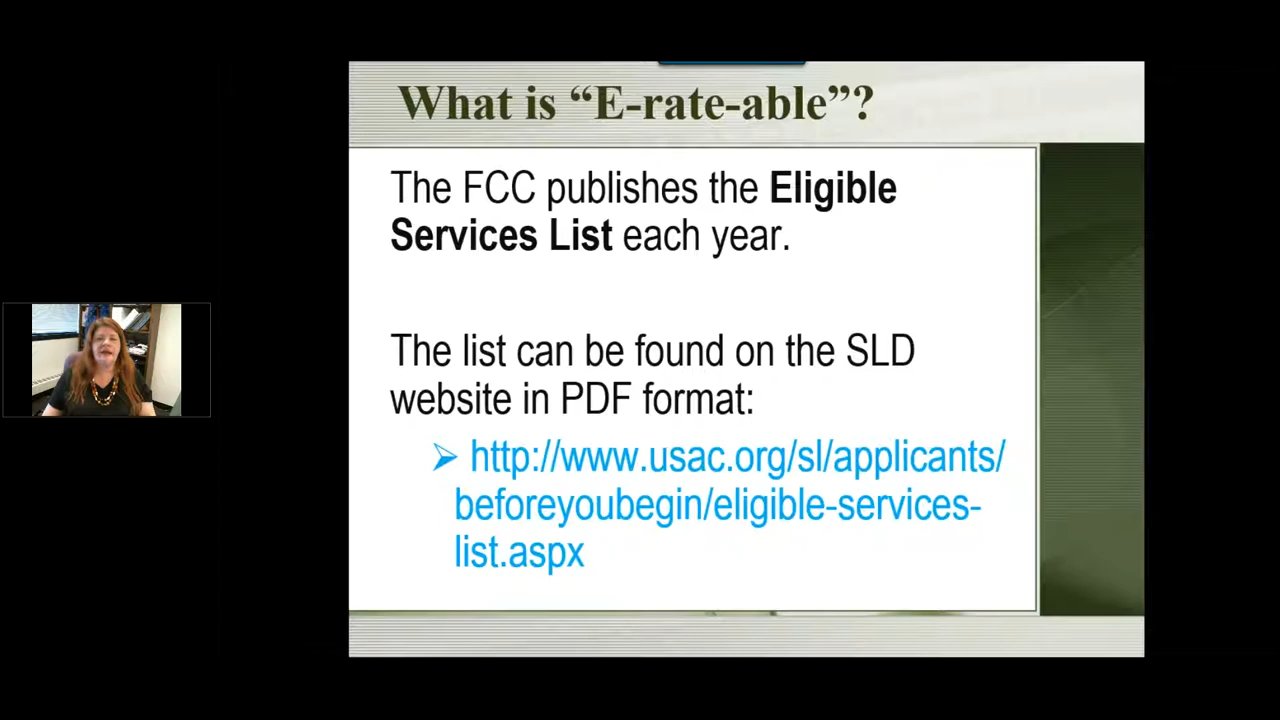 What is “E-rate-able”?
The FCC publishes the Eligible
Services List each year.
The list can be found on the SLD
website in PDF format:
➢ http://www.usac.org/sl/applicants/
beforeyoubegin/eligible-services-
list.aspx